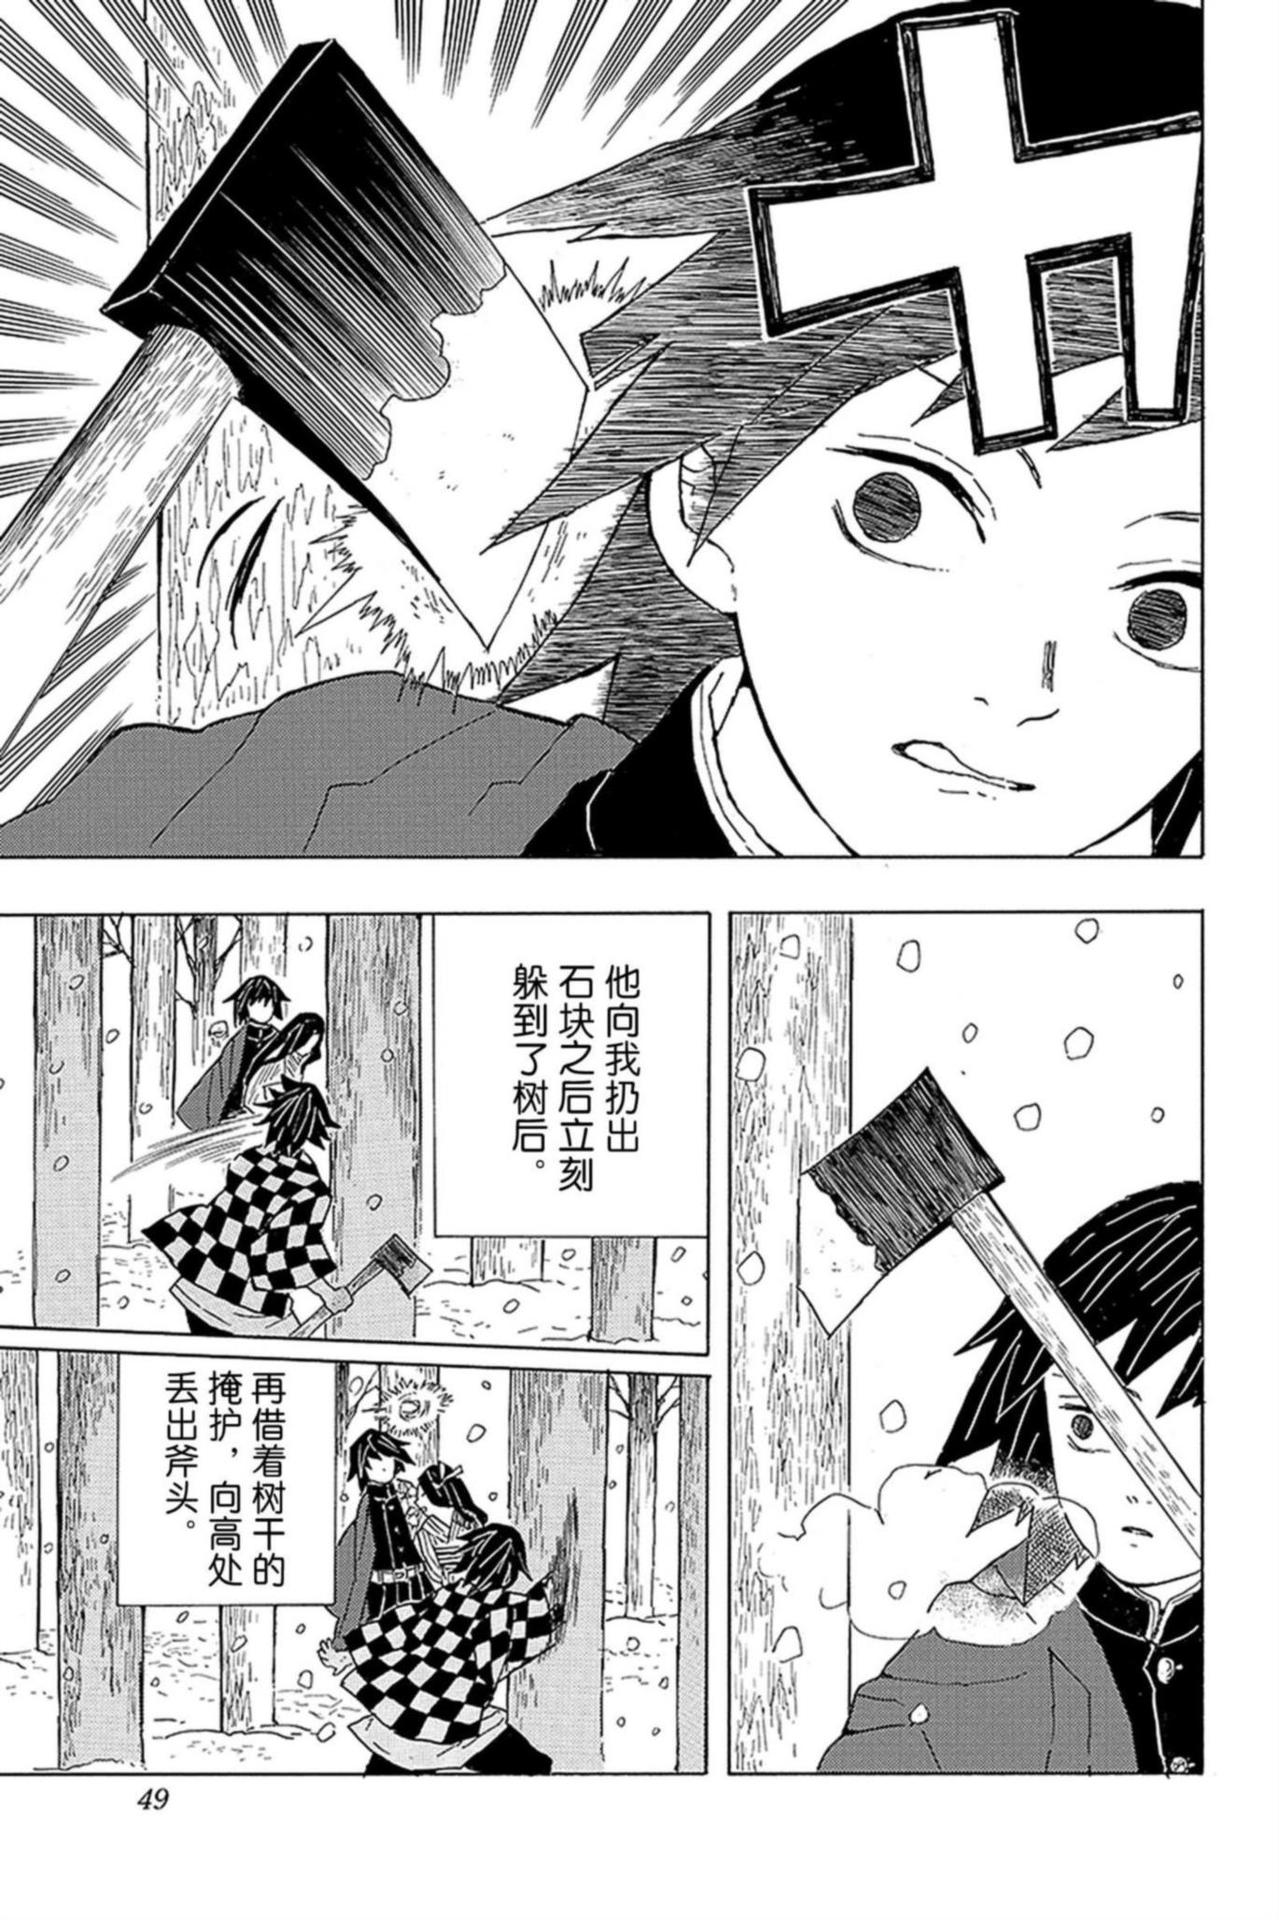 カ
他向我扔出
石块之后立刻
躲到了树后。
再借着树干的
掩护，向高处
丢出斧头。
49